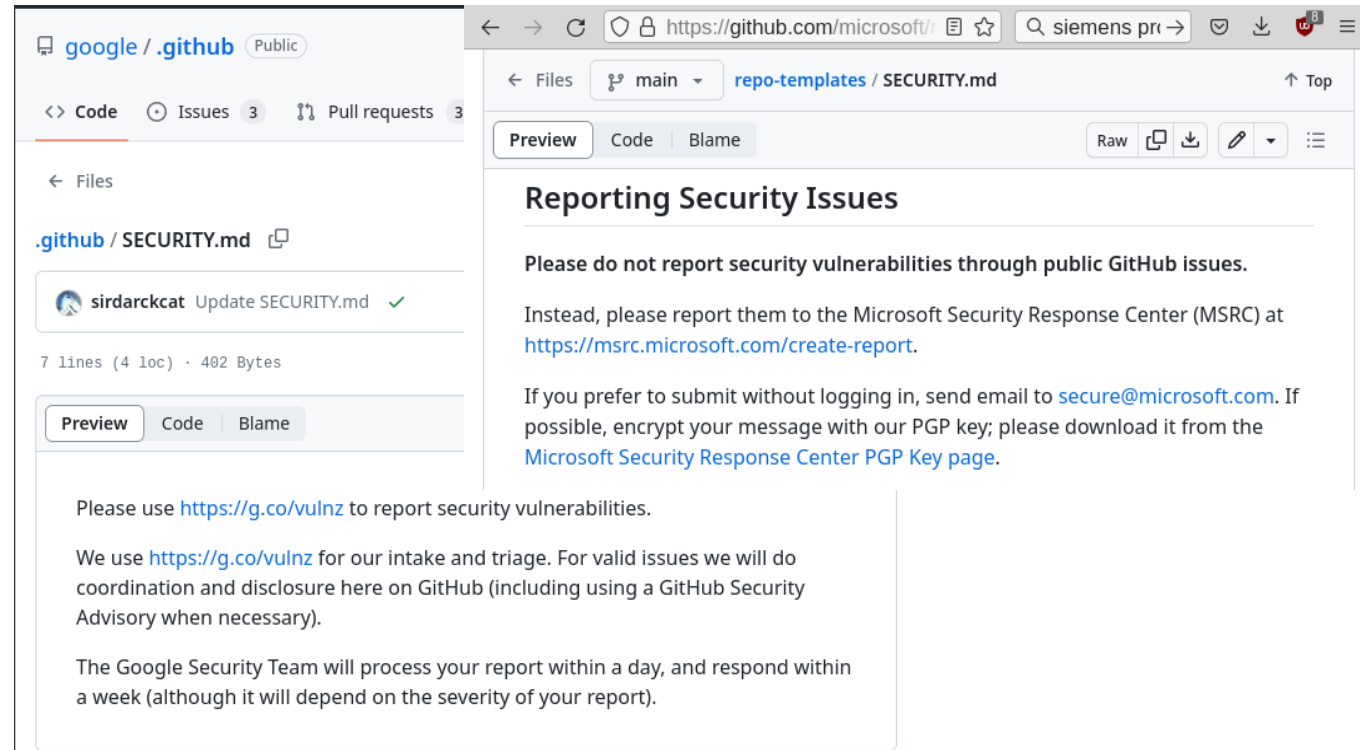 google / .github Public
Code Issues 3 Pull requests 3
Files
.github / SECURITY.md
sirdarckcat Update SECURITY.md
7 lines (4 loc) · 402 Bytes
Preview Code Blame
Please use https://g.co/vulnz to report security vulnerabilities.
We use https://g.co/vulnz for our intake and triage. For valid issues we will do
coordination and disclosure here on GitHub (including using a GitHub Security
Advisory when necessary).
The Google Security Team will process your report within a day, and respond within
a week (although it will depend on the severity of your report).
https://github.com/microsoft/ siemens pro 8
Files main repo-templates / SECURITY.md Top
Preview Code Blame Raw
Reporting Security Issues
Please do not report security vulnerabilities through public GitHub issues.
Instead, please report them to the Microsoft Security Response Center (MSRC) at
https://msrc.microsoft.com/create-report.
If you prefer to submit without logging in, send email to secure@microsoft.com. If
possible, encrypt your message with our PGP key; please download it from the
Microsoft Security Response Center PGP Key page.